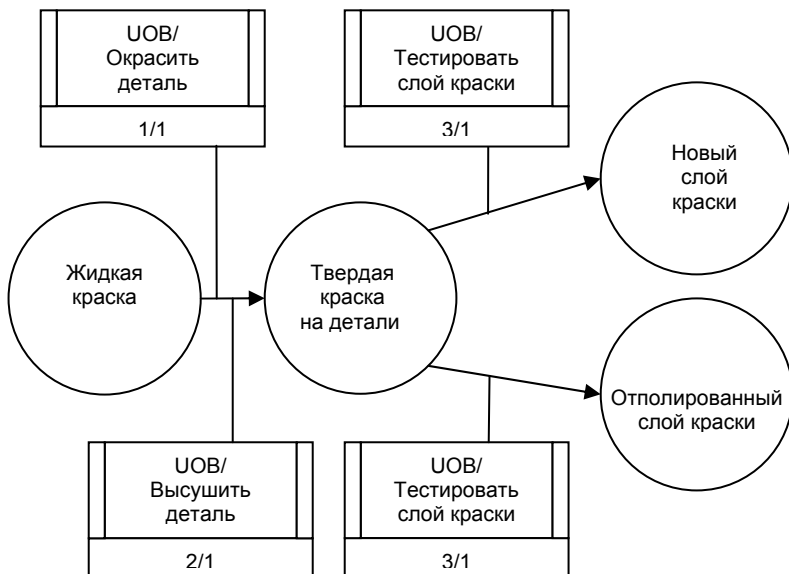 UOB/
Окрасить
деталь
1/1
UOB/
Тестировать
слой краски
3/1
Новый
слой
краски
Жидкая
краска
Твердая
краска
на детали
Отполированный
слой краски
UOB/
Высушить
деталь
2/1
UOB/
Тестировать
слой краски
3/1